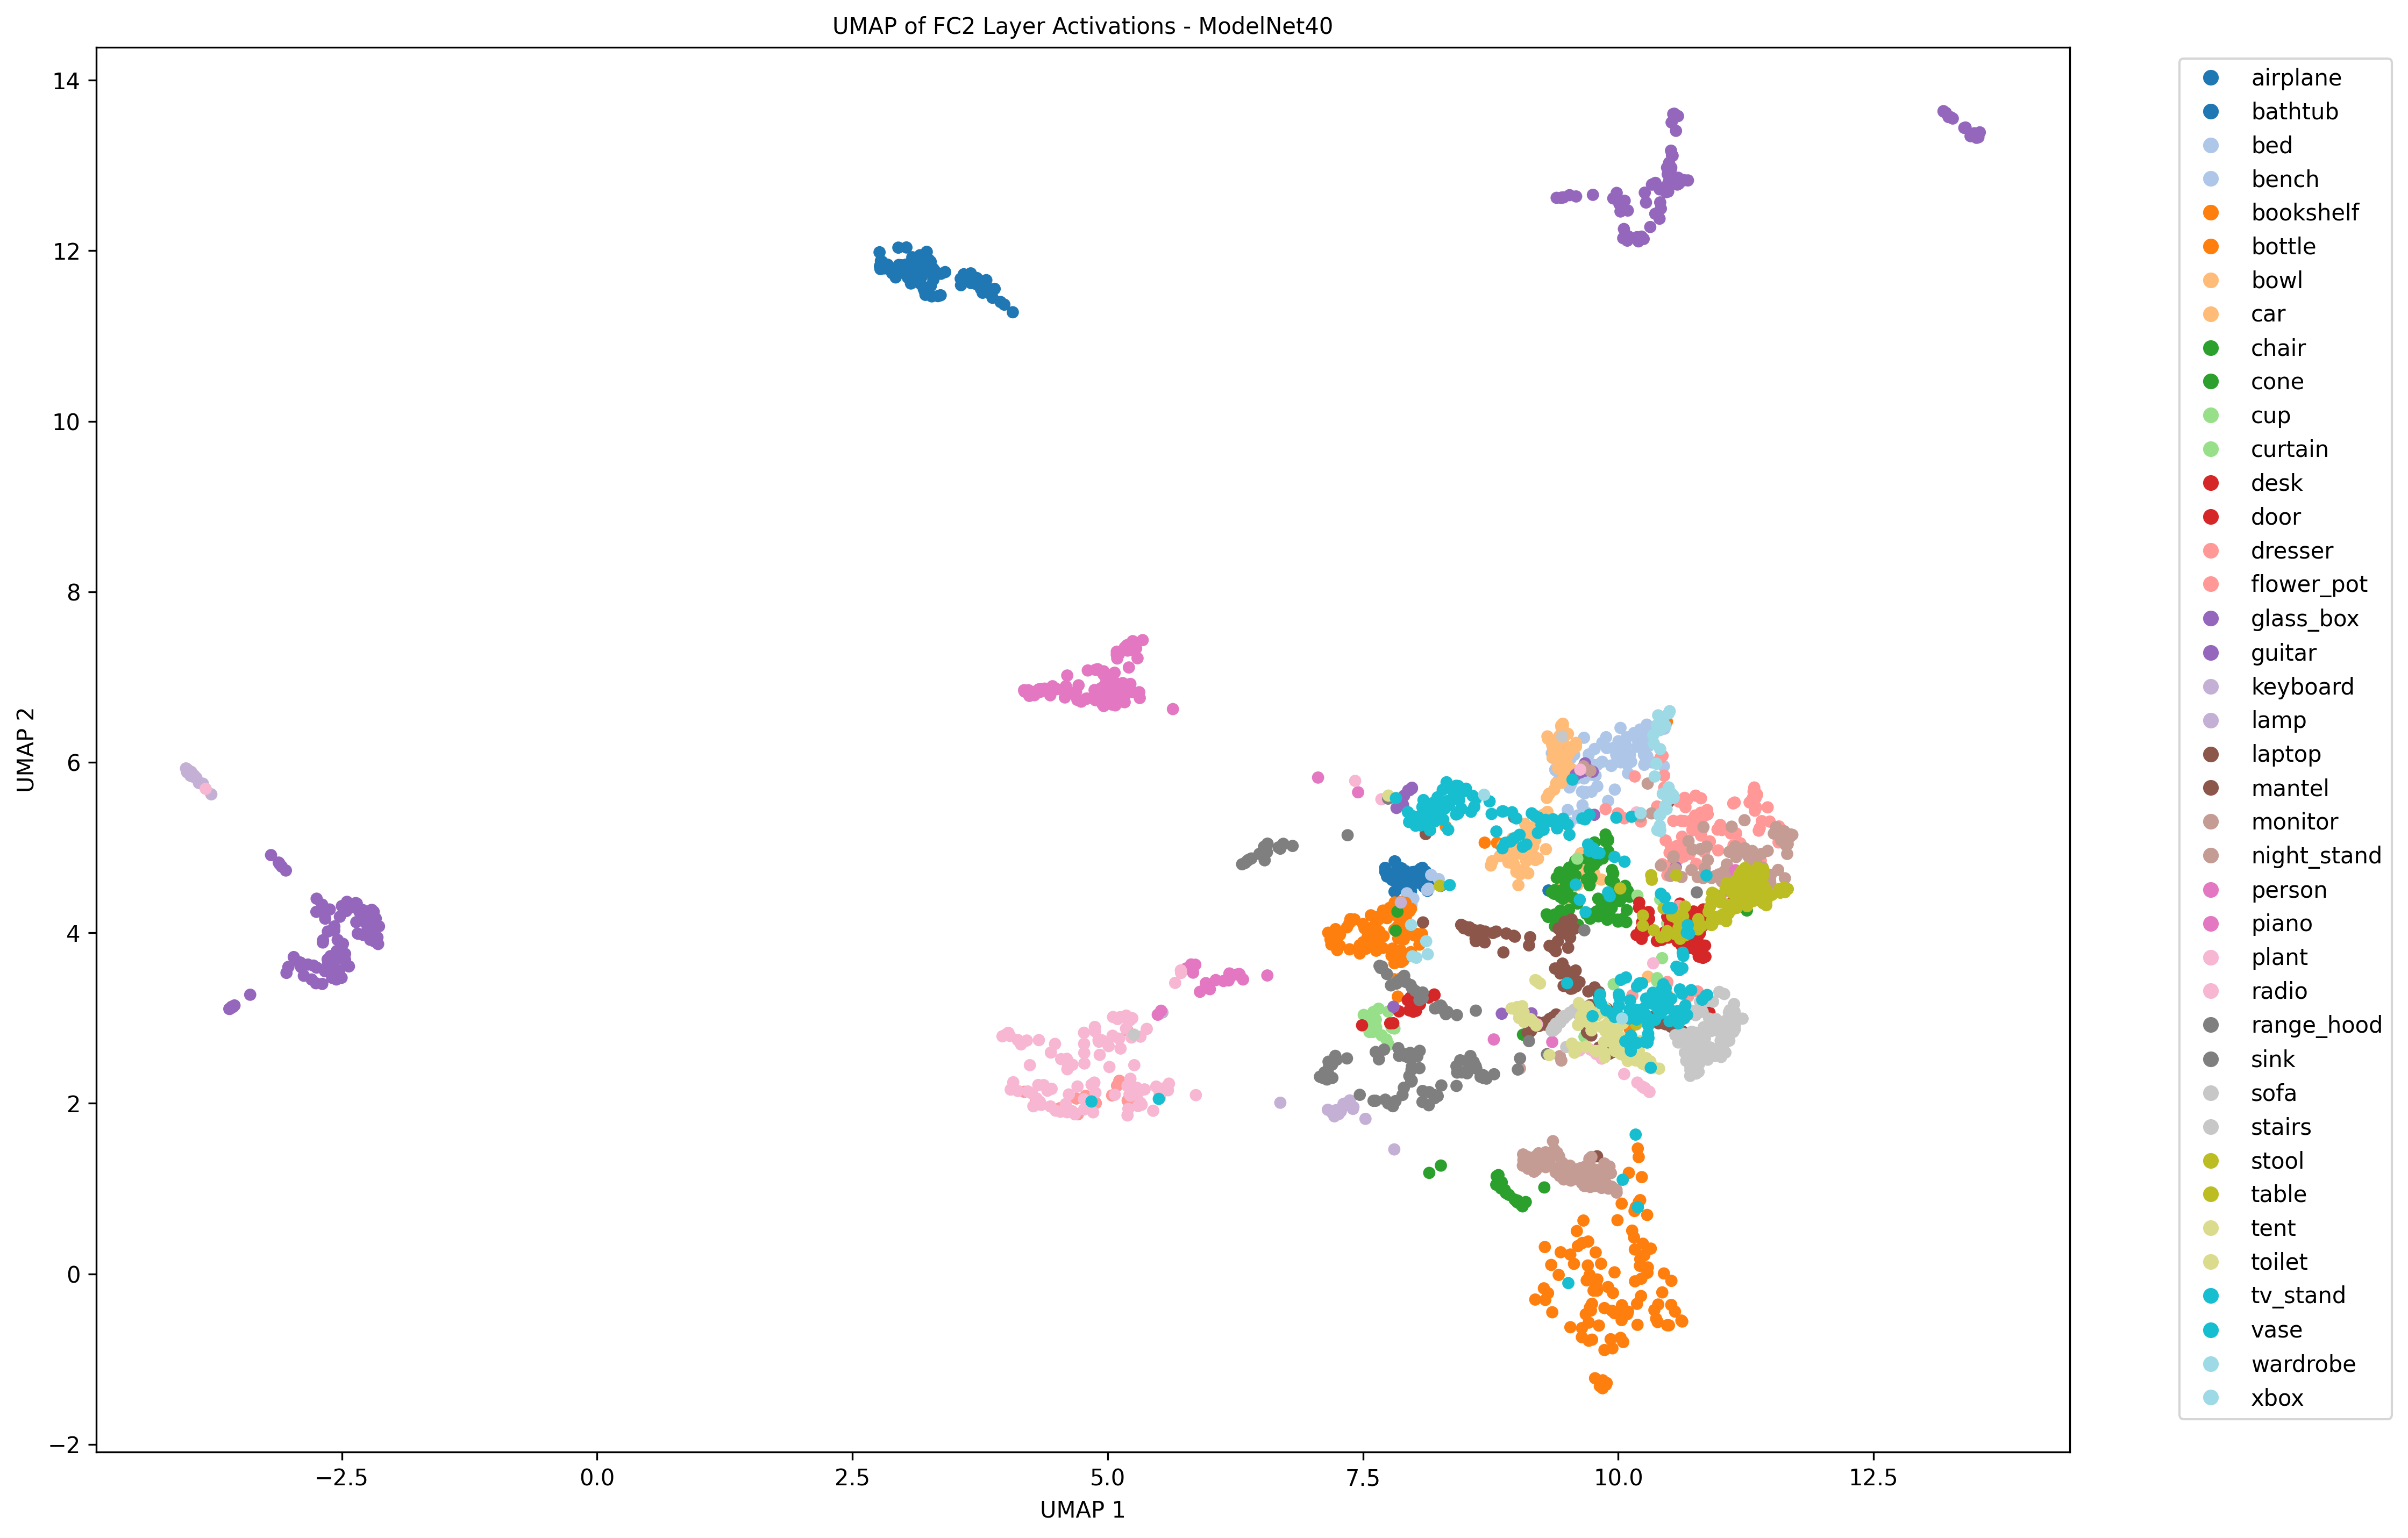 UMAP of FC2 Layer Activations - ModelNet40
14
12
10
8
6
4
2
0
−2
UMAP 2
−2.5
0.0
2.5
5.0
7.5
10.0
12.5
UMAP 1
airplane
bathtub
bed
bench
bookshelf
bottle
bowl
car
chair
cone
cup
curtain
desk
door
dresser
flower_pot
glass_box
guitar
keyboard
lamp
laptop
mantel
monitor
night_stand
person
piano
plant
radio
range_hood
sink
sofa
stairs
stool
table
tent
toilet
tv_stand
vase
wardrobe
xbox